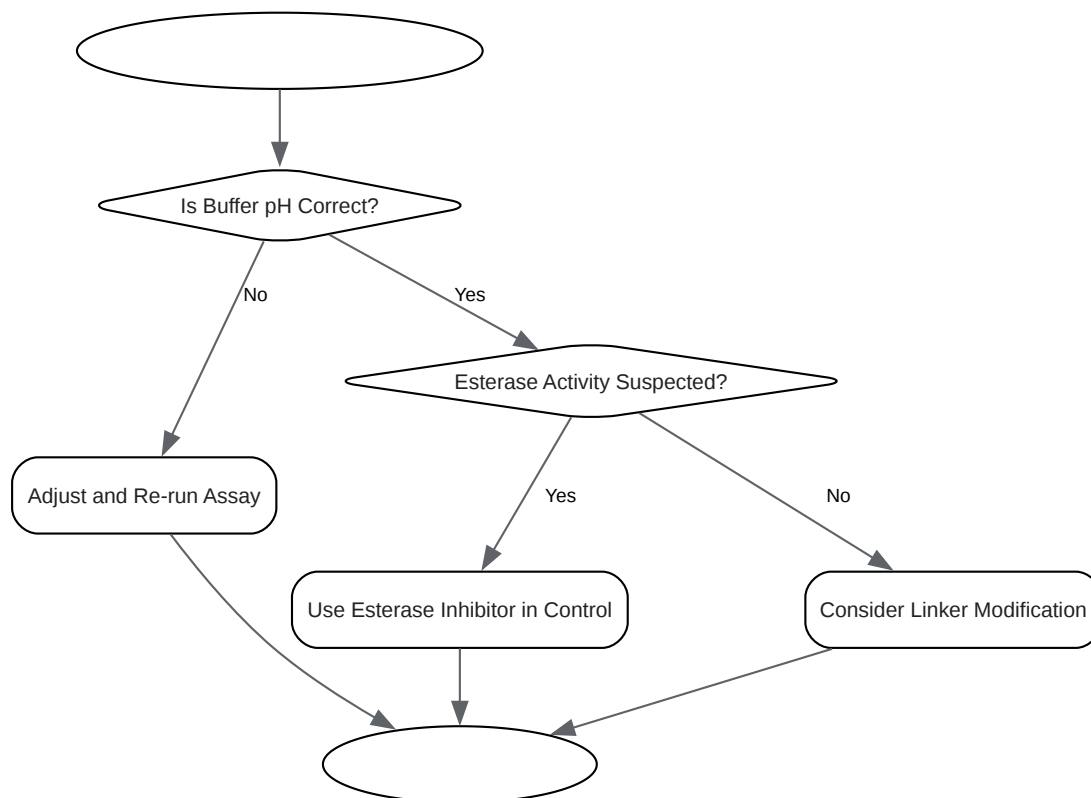 Is Buffer pH Correct?
No
Yes
Esterase Activity Suspected?
Adjust and Re-run Assay
Yes
No
Use Esterase Inhibitor in Control
Consider Linker Modification